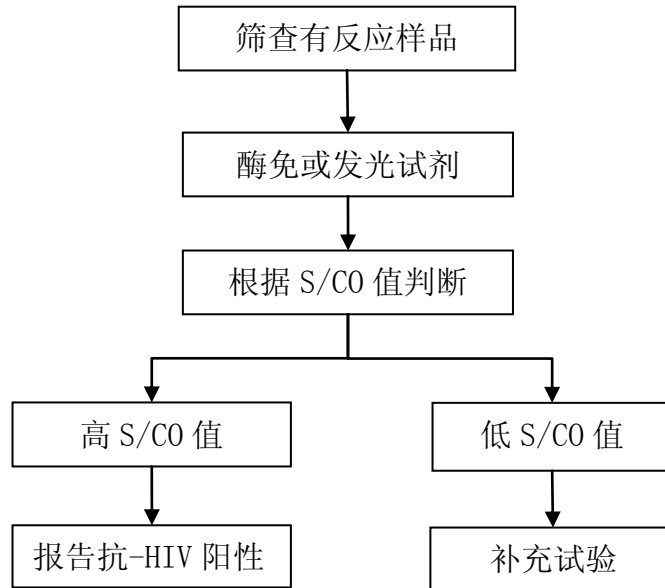 筛查有反应样品
酶免或发光试剂
根据 S/CO 值判断
高 S/CO 值
低 S/CO 值
报告抗-HIV 阳性
补充试验